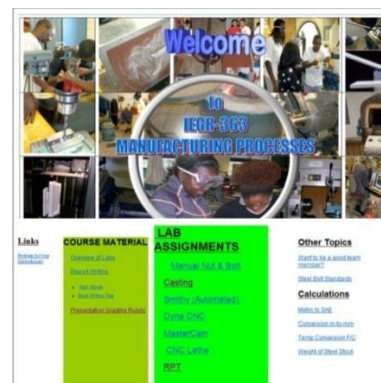 Welcome
to
IEGR-363
MANUFACTURING PROCESSES
Links
COURSE MATERIAL
Overview of Labs
Report Writing
Presentation Grading Rubric
LAB
ASSIGNMENTS
Manual Nut & Bolt
Casting
Smithy (Automated)
Dyna CNC
MasterCam
CNC Lathe
RPT
Other Topics
Want to be a good team
member?
Steel Bolt Standards
Calculations
Metric to SAE
Conversion in-to-mm
Temp Conversion F/C
Weight of Steel Stock